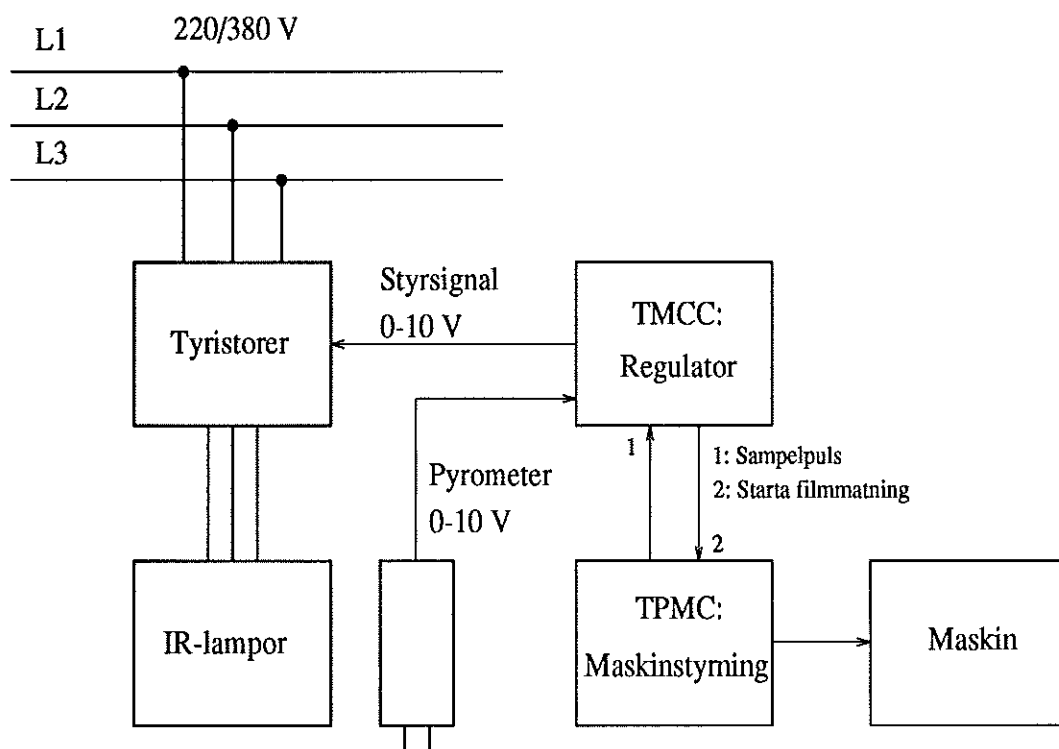 L1
220/380 V
L2
L3
Tyristorer
Styrsignal
0-10 V
TMCC:
Regulator
Pyrometer
0-10 V
1
1: Sampelpuls
2: Starta filmmatning
2
IR-lampor
TPMC:
Maskinstyrning
Maskin